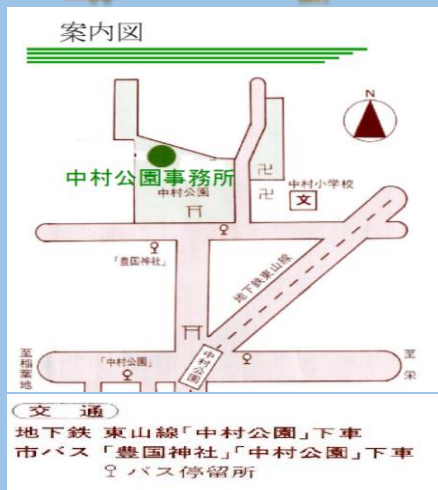 案内図
N
卍
中村公園事務所
中村公園
卍
中村小学校
文
「豊国神社」
地下鉄東山線
至稲葉地
「中村公園」
中村公園
至栄
交 通
地下鉄 東山線「中村公園」下車
市バス「豊国神社」「中村公園」下車
バス停留所